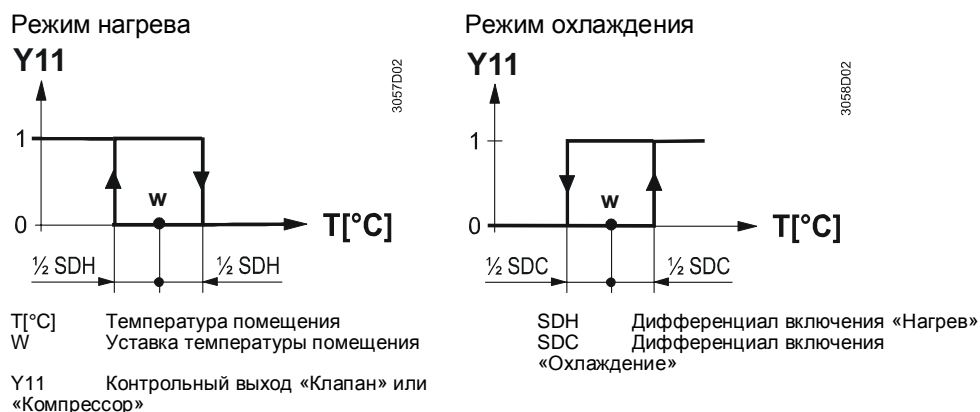 Режим нагрева
Y11
3057D02
1
w
0
T[°C]
½ SDH
½ SDH
Режим охлаждения
Y11
3058D02
1
w
0
T[°C]
½ SDC
½ SDC
T[°C] Температура помещения
W Уставка температуры помещения
Y11 Контрольный выход «Клапан» или
«Компрессор»
SDH Дифференциал включения «Нагрев»
SDC Дифференциал включения
«Охлаждение»